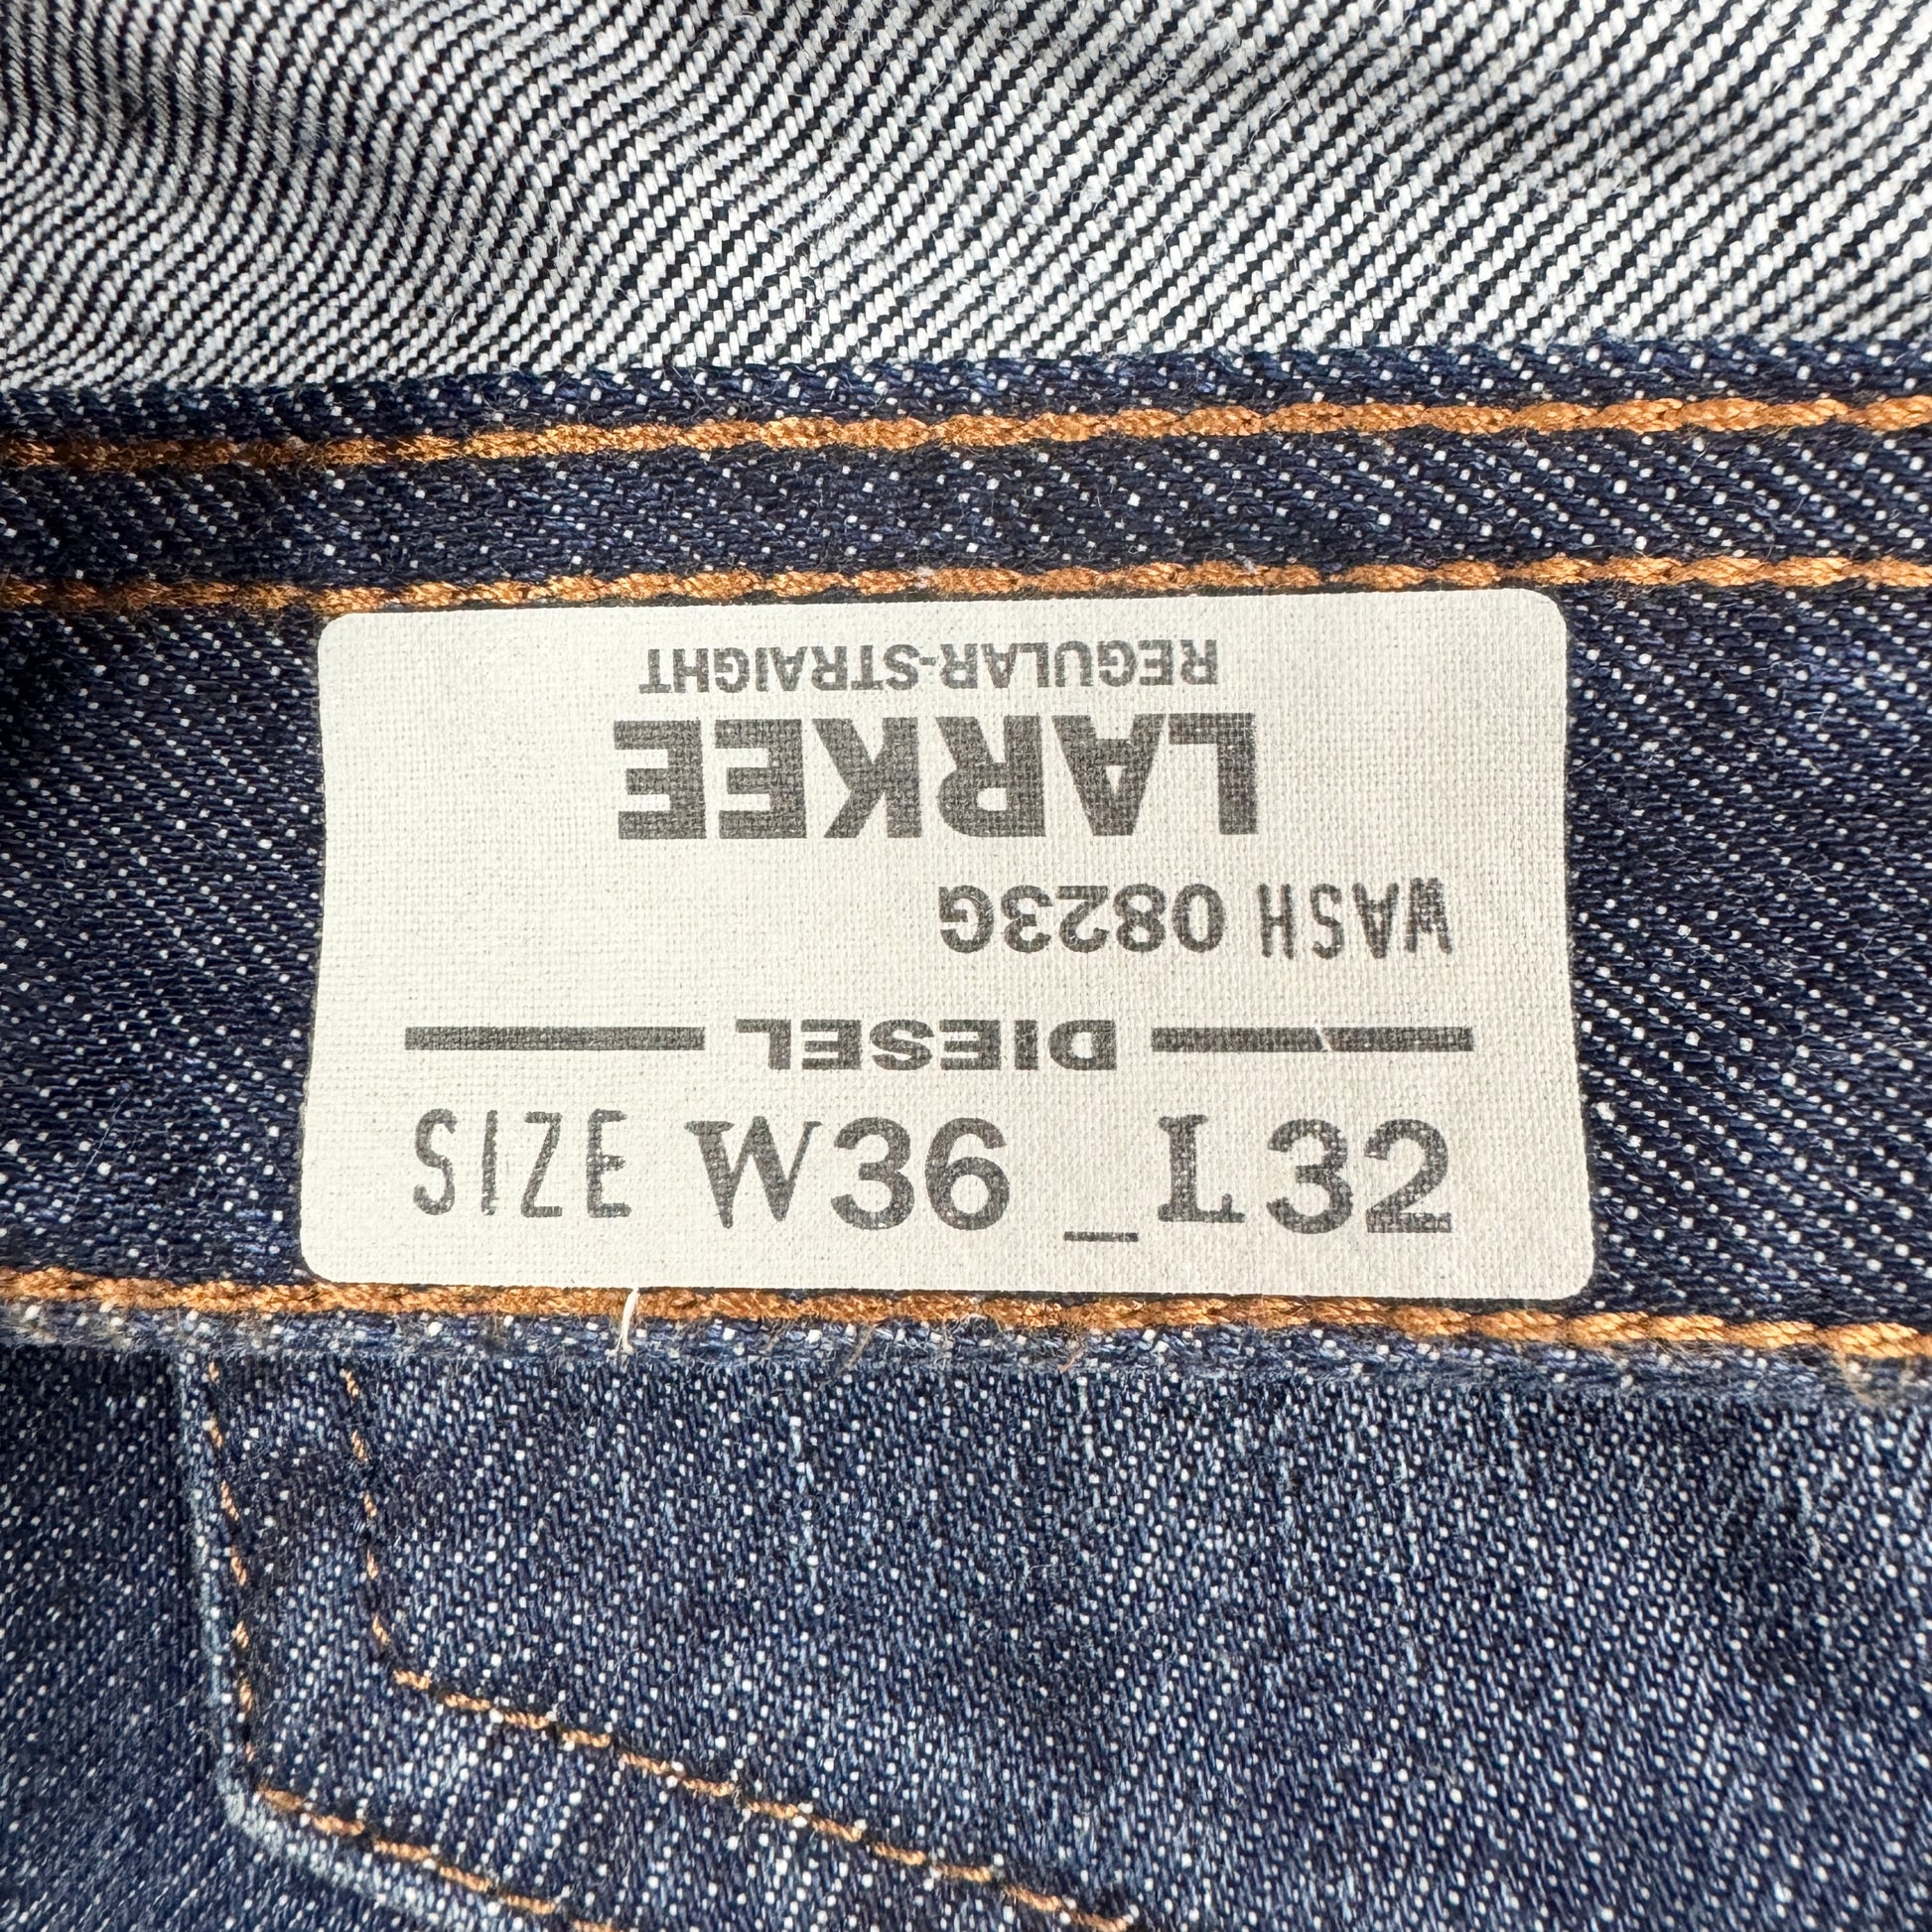 SIZE W36 _L32
DIESEL
WASH 0823G
LARKEE
REGULAR-STRAIGHT